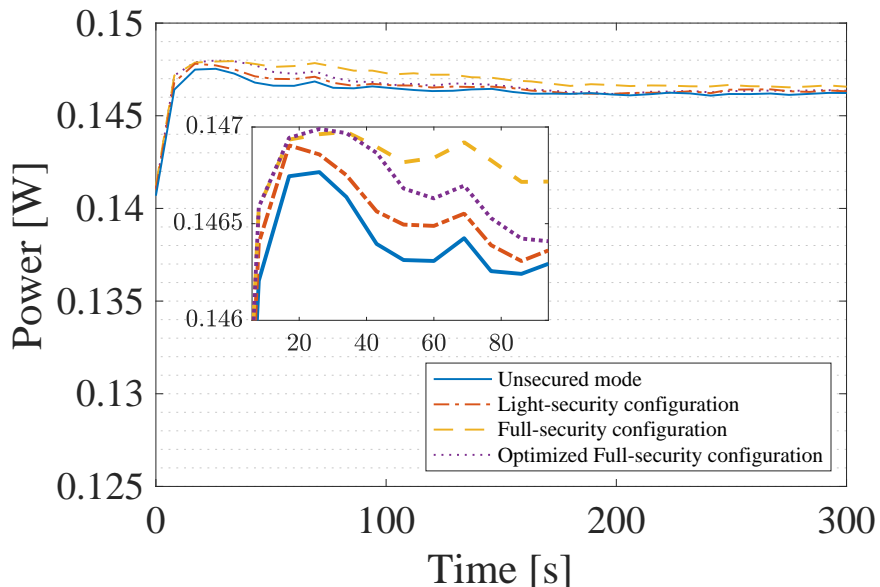 0.15
0.145
0.14
0.135
0.13
0.125
Power [W]
0.147
0.1465
0.146
20 40 60 80
Unsecured mode
Light-security configuration
Full-security configuration
Optimized Full-security configuration
0 100 200 300
Time [s]